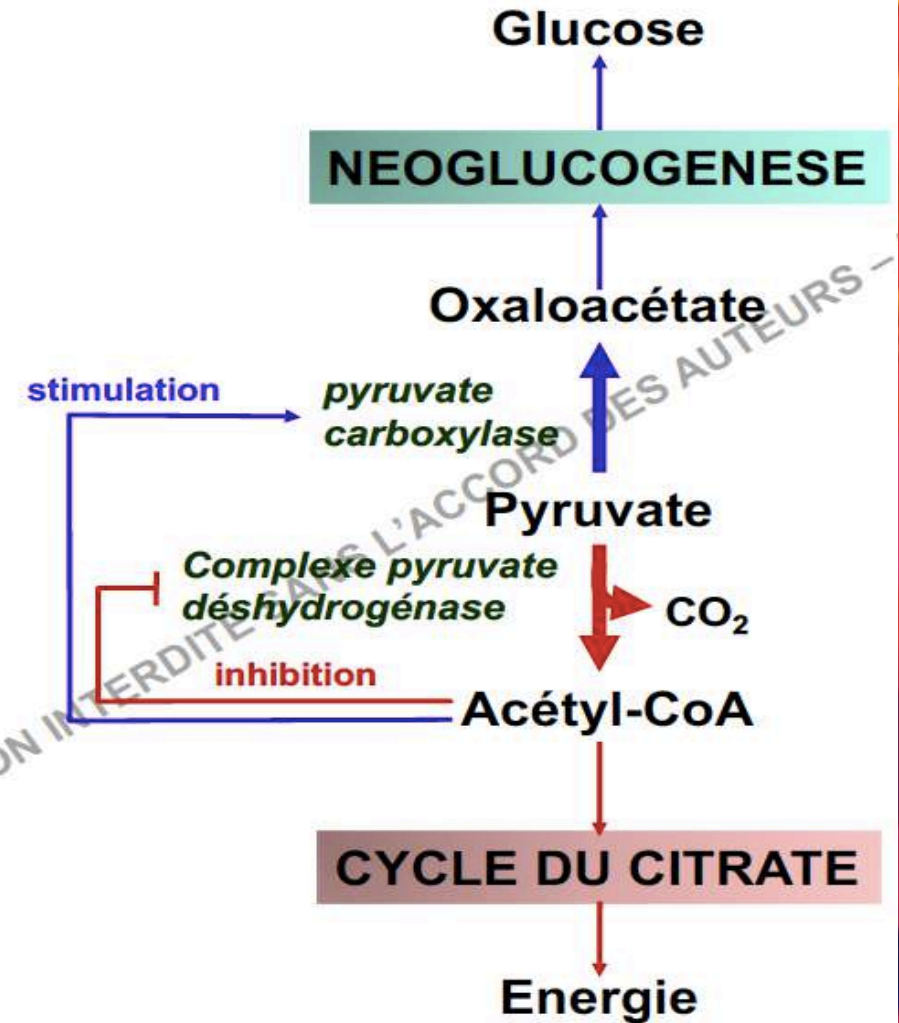 Glucose
NEOGLUCOGENESE
Oxaloacétate
stimulation
pyruvate
carboxylase
Pyruvate
Complexe pyruvate
déshydrogénase
CO₂
inhibition
Acétyl-CoA
CYCLE DU CITRATE
Energie
INTERDITE SANS L'ACCORD DES AUTEURS –